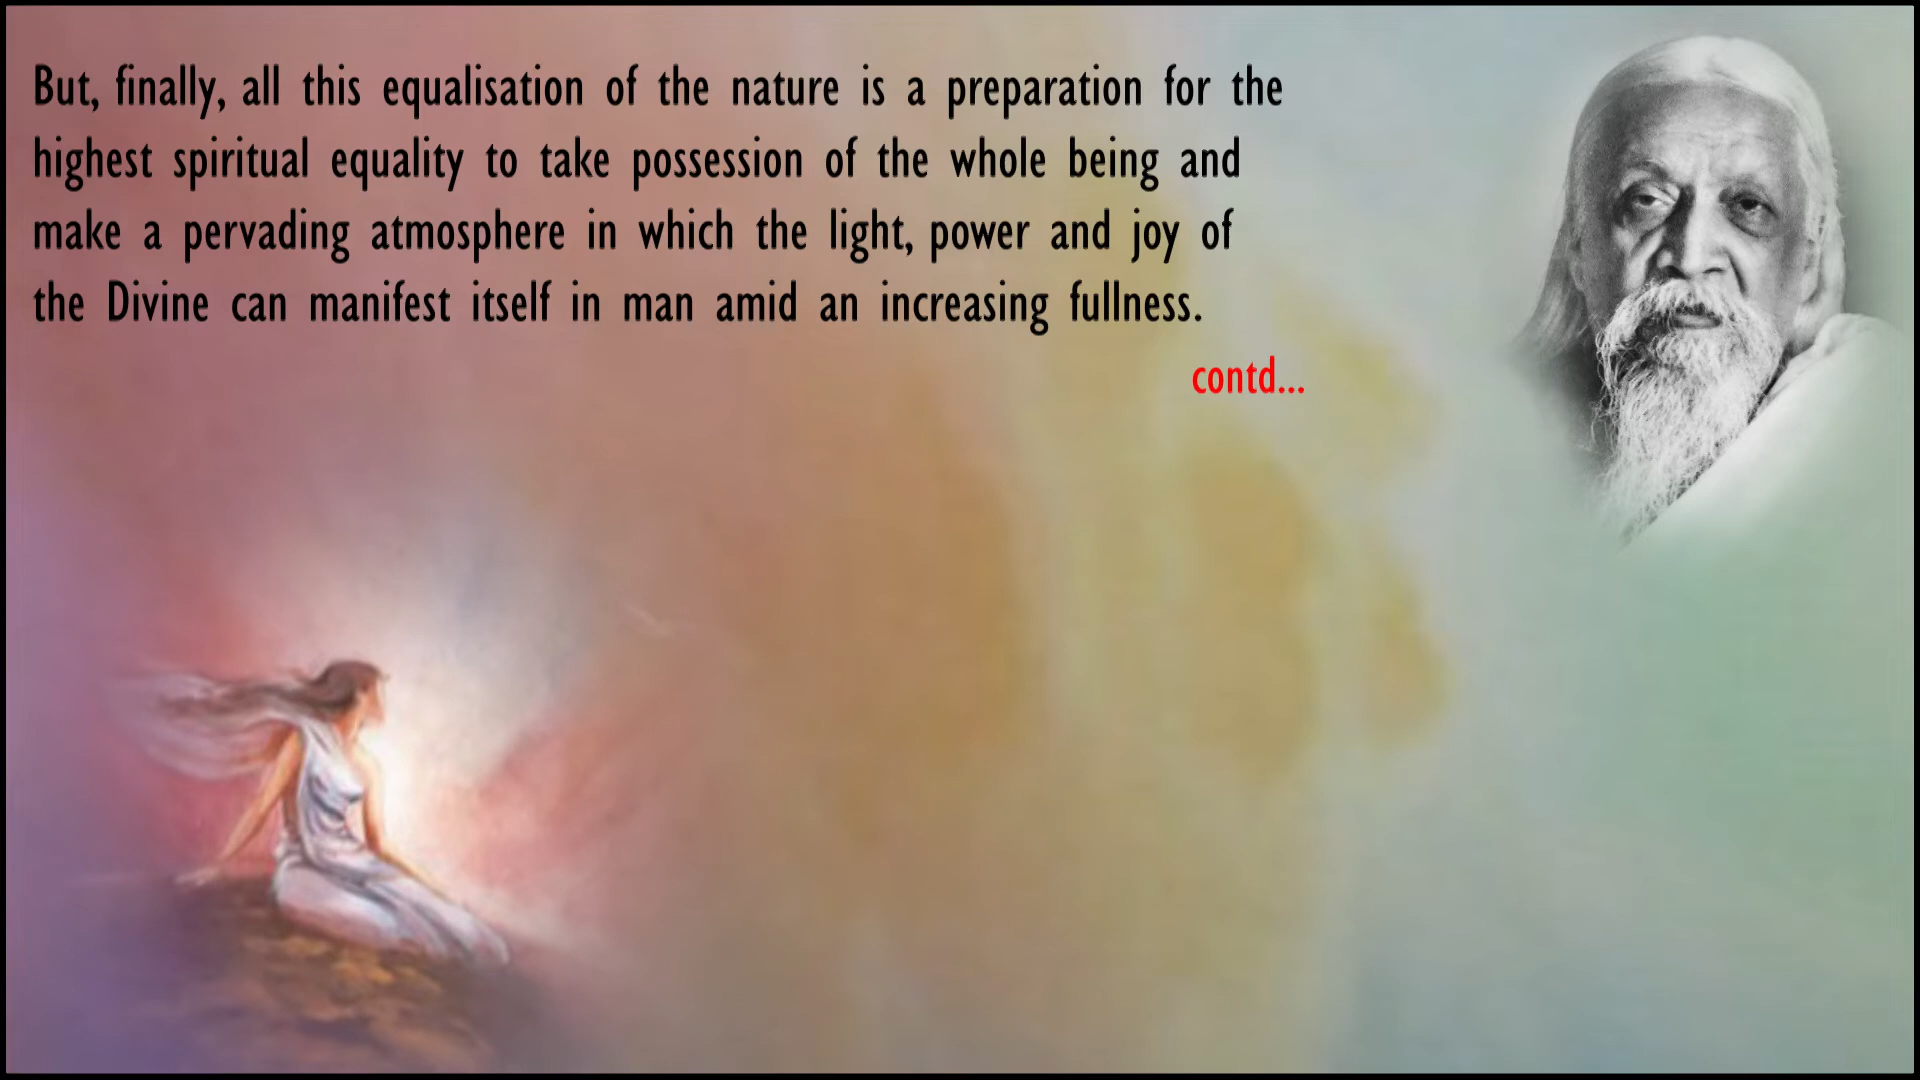 But, finally, all this equalisation of the nature is a preparation for the
highest spiritual equality to take possession of the whole being and
make a pervading atmosphere in which the light, power and joy of
the Divine can manifest itself in man amid an increasing fullness.
contd...